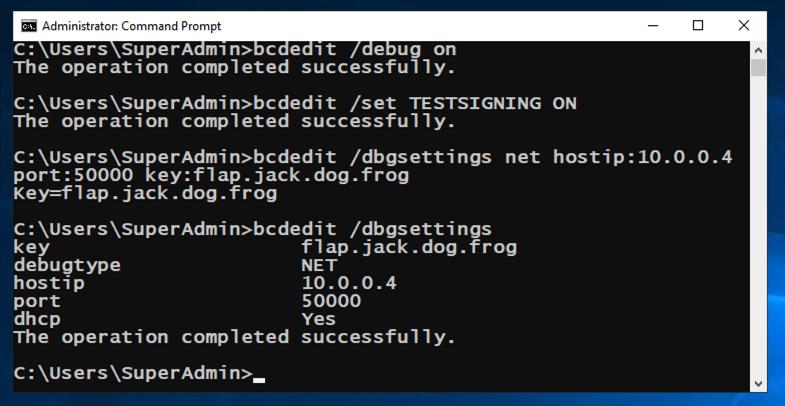 Administrator: Command Prompt
C:\Users\SuperAdmin>bcdedit /debug on
The operation completed successfully.
C:\Users\SuperAdmin>bcdedit /set TESTSIGNING ON
The operation completed successfully.
C:\Users\SuperAdmin>bcdedit /dbgsettings net hostip:10.0.0.4
port:50000 key:flap.jack.dog.frog
Key=flap.jack.dog.frog
C:\Users\SuperAdmin>bcdedit /dbgsettings
key flap.jack.dog.frog
debugtype NET
hostip 10.0.0.4
port 50000
dhcp Yes
The operation completed successfully.
C:\Users\SuperAdmin>_